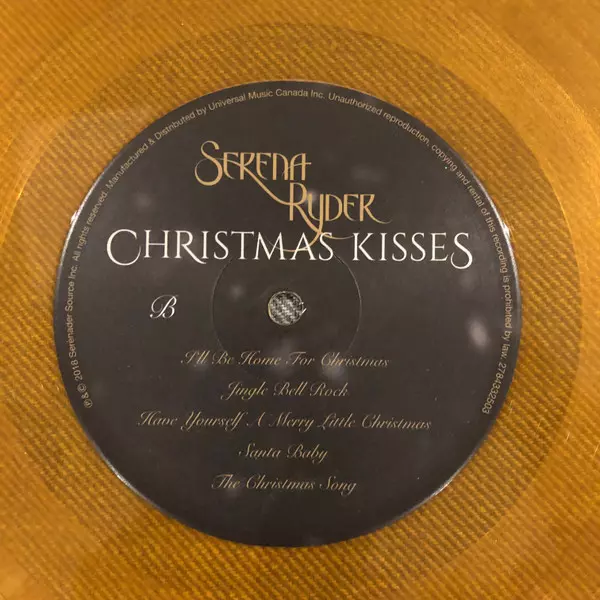 ℗ & © 2018 Serenader Source Inc. All rights reserved. Manufactured & Distributed by Universal Music Canada Inc. Unauthorized reproduction, copying and rental of this recording is prohibited by law. 2784332503
SERENA
RYDER
CHRISTMAS KISSES
B
I'll Be Home For Christmas
Jingle Bell Rock
Have Yourself A Merry Little Christmas
Santa Baby
The Christmas Song